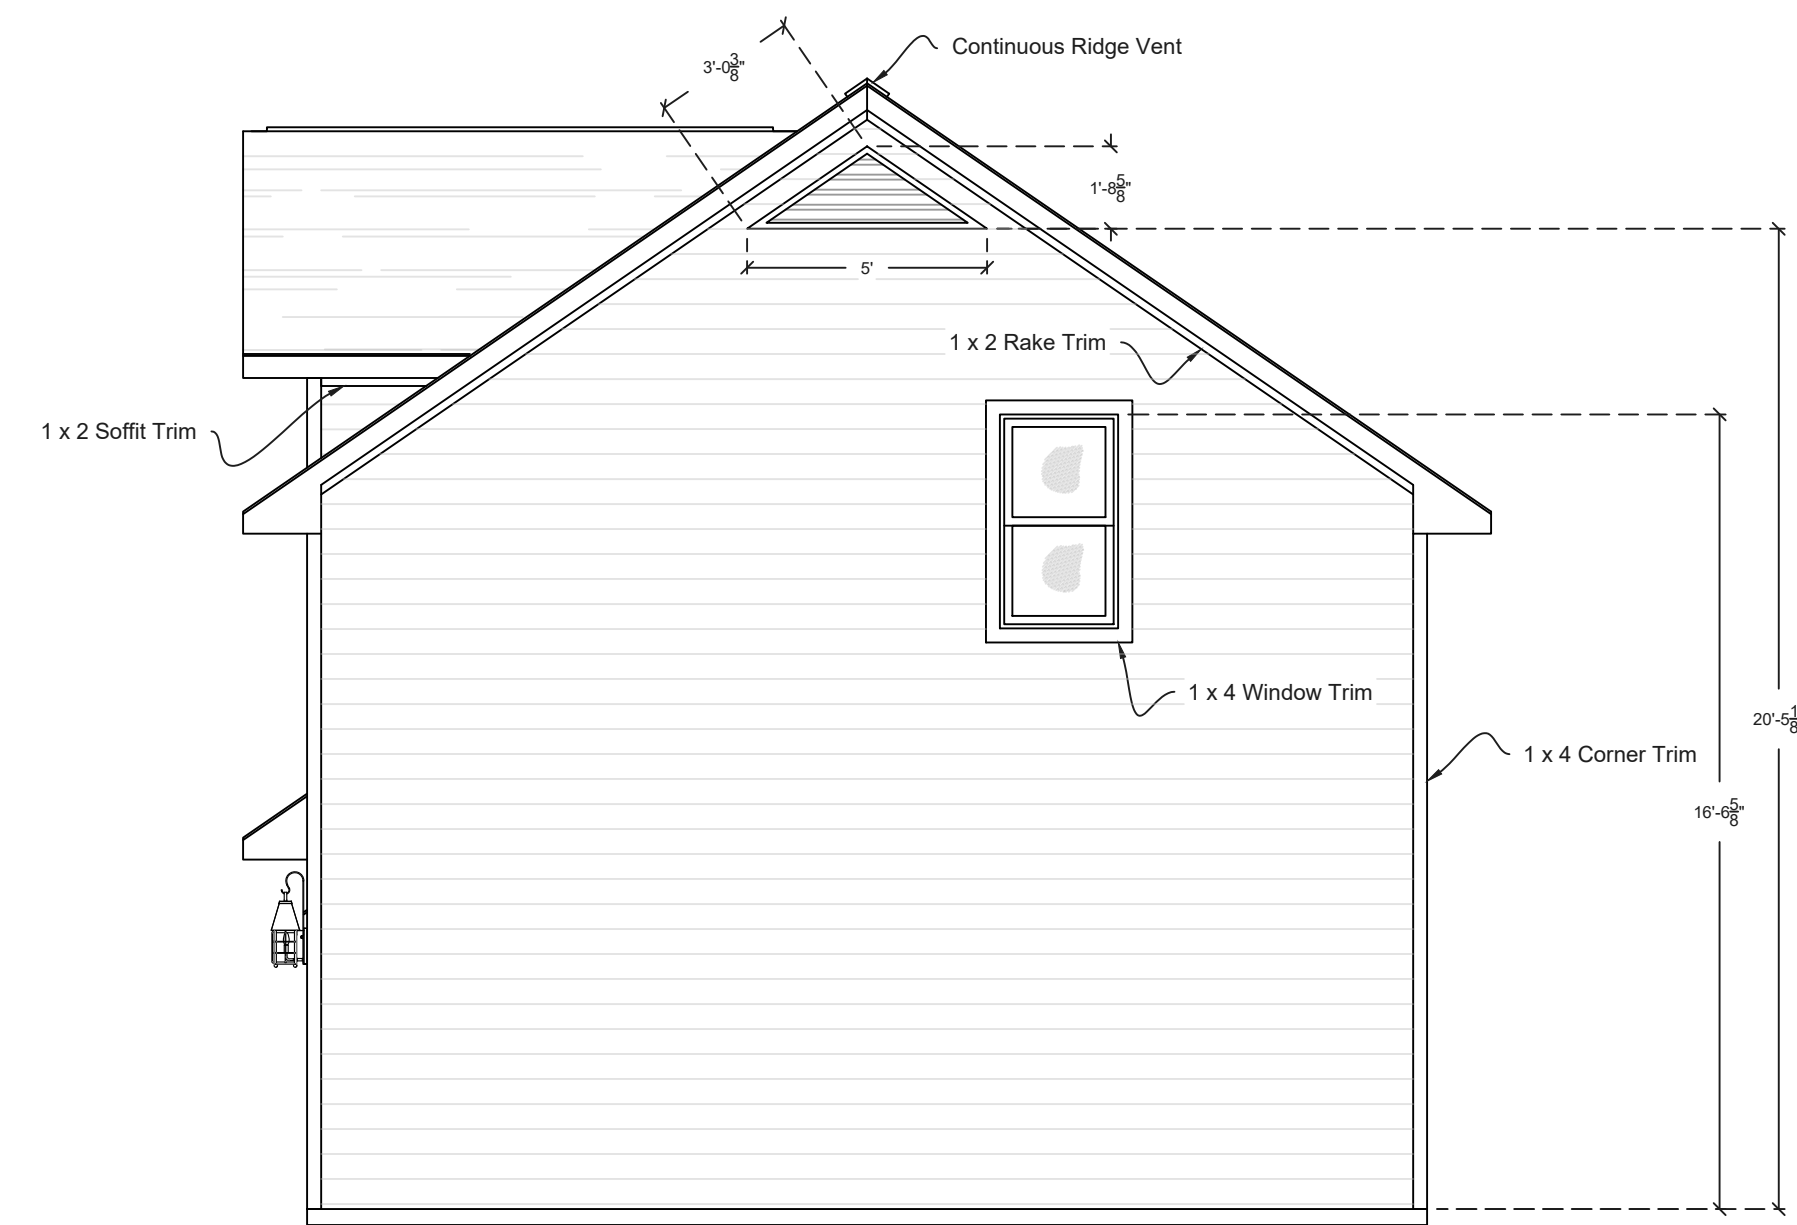 Continuous Ridge Vent
3'-0 3/8"
1'-8 5/8"
5'
1 x 2 Rake Trim
1 x 2 Soffit Trim
1 x 4 Window Trim
20'-5 1/8
1 x 4 Corner Trim
16'-6 5/8"